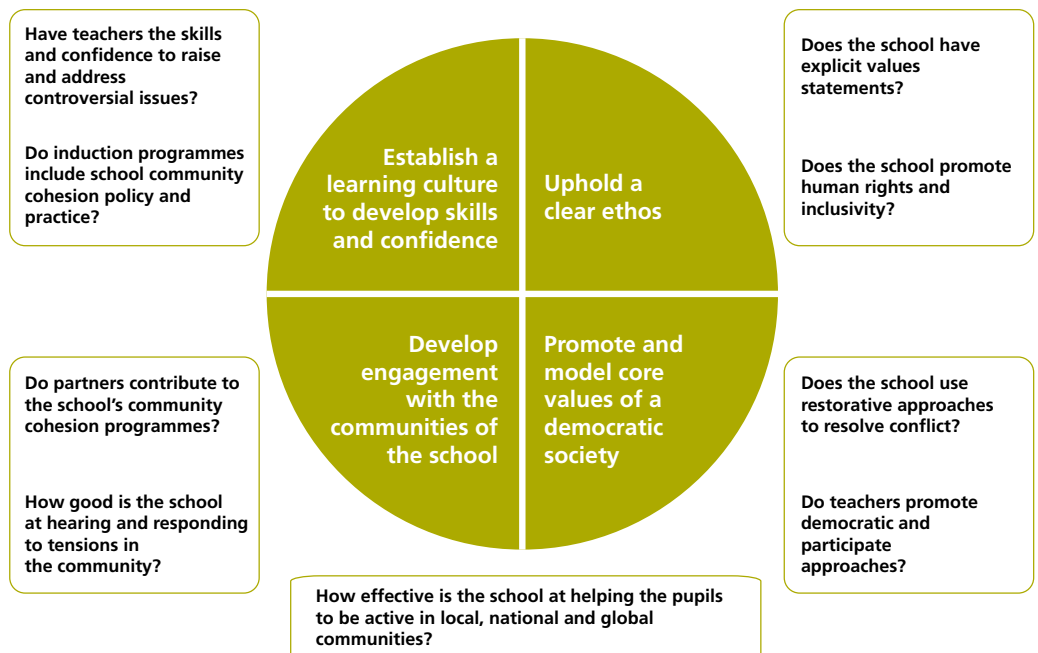 Have teachers the skills
and confidence to raise
and address
controversial issues?
Do induction programmes
include school community
cohesion policy and
practice?
Establish a
learning culture
to develop skills
and confidence
Uphold a
clear ethos
Does the school have
explicit values
statements?
Does the school promote
human rights and
inclusivity?
Do partners contribute to
the school's community
cohesion programmes?
How good is the school
at hearing and responding
to tensions in
the community?
Develop
engagement
with the
communities of
the school
Promote and
model core
values of a
democratic
society
Does the school use
restorative approaches
to resolve conflict?
Do teachers promote
democratic and
participate
approaches?
How effective is the school at helping the pupils
to be active in local, national and global
communities?